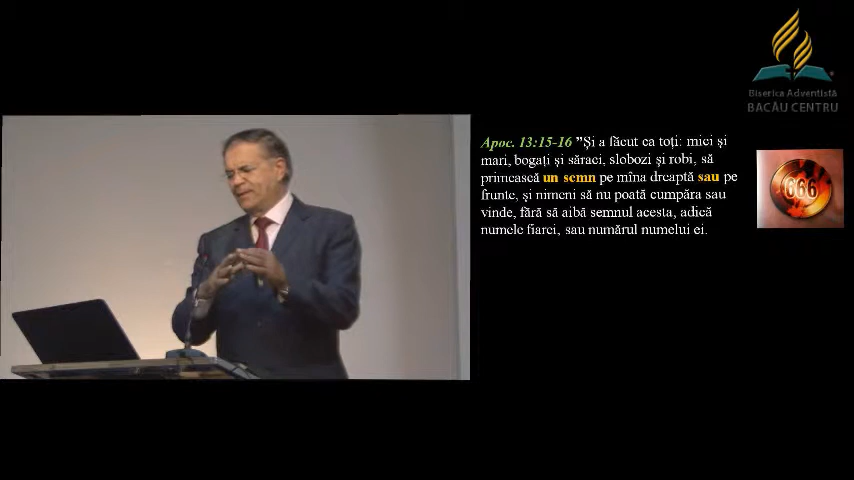 Biserica Adventistă
BACĂU CENTRU
Apoc. 13:15-16 "Şi a făcut ca toţi: mici şi
mari, bogaţi şi săraci, slobozi şi robi, să
primească un semn pe mîna dreaptă sau pe
frunte, şi nimeni să nu poată cumpăra sau
vinde, fără să aibă semnul acesta, adică
numele fiarei, sau numărul numelui ei.
666